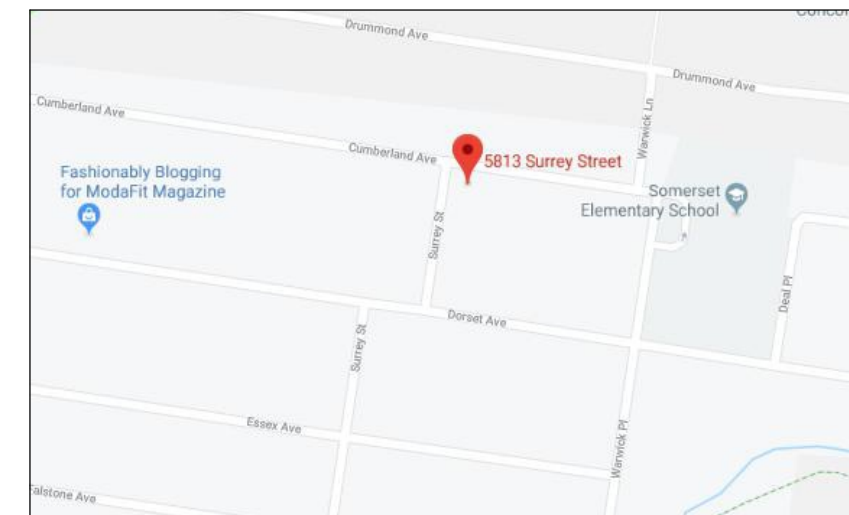 Drummond Ave
Drummond Ave
Cumberland Ave
Cumberland Ave
Warwick Ln
5813 Surrey Street
Fashionably Blogging
for ModaFit Magazine
Somerset
Elementary School
Surrey St
Deal Pl
Dorset Ave
Surrey St
Essex Ave
Warwick Pl
Falstone Ave